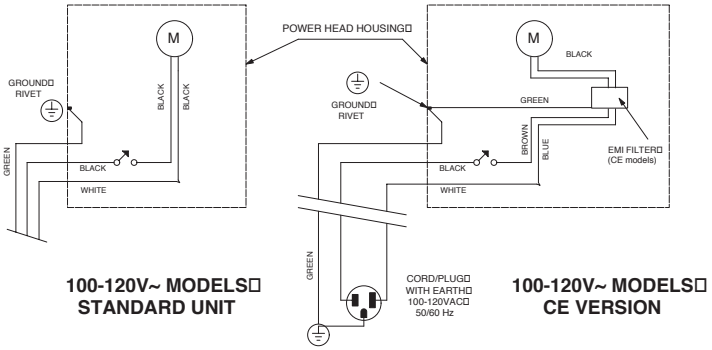 M
POWER HEAD HOUSING□
M
BLACK
GROUND□
RIVET
BLACK
BLACK
GROUND□
RIVET
GREEN
EMI FILTER□
(CE models)
GREEN
BLACK
WHITE
BROWN
BLUE
BLACK
WHITE
GREEN
100-120V~ MODELS□
STANDARD UNIT
CORD/PLUG□
WITH EARTH□
100-120VAC□
50/60 Hz
100-120V~ MODELS□
CE VERSION